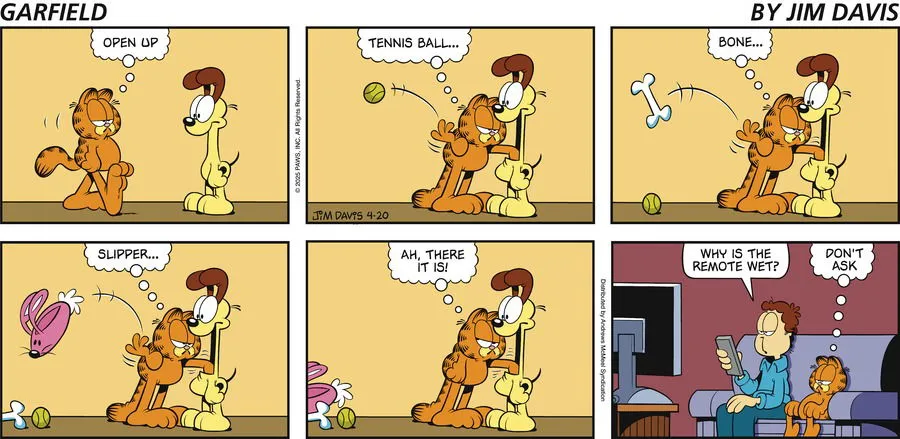 GARFIELD
BY JIM DAVIS
OPEN UP
© 2025 PAWS, INC. All Rights Reserved.
TENNIS BALL...
JIM DAVIS 4-20
BONE...
SLIPPER...
AH, THERE
IT IS!
Distributed by Andrews McMeel Syndication
WHY IS THE
REMOTE WET?
DON'T
ASK